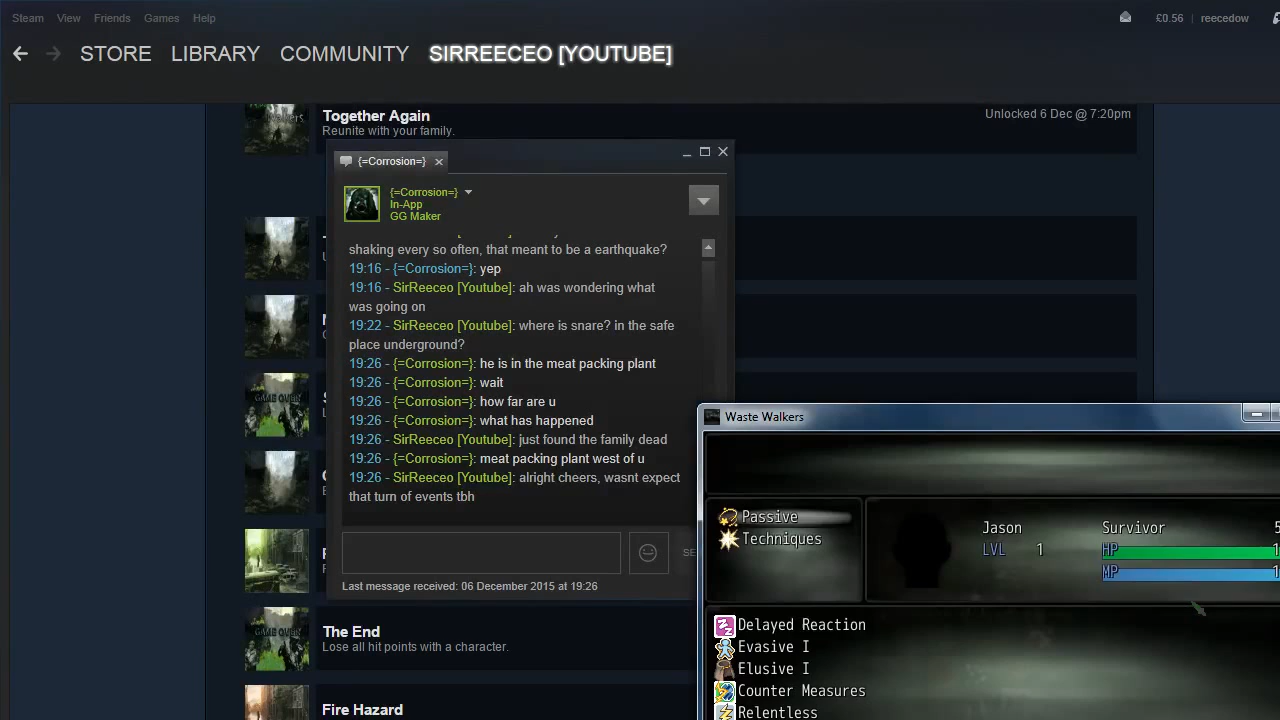 Steam View Friends Games Help £0.56 reecedow
STORE LIBRARY COMMUNITY SIRREECEO [YOUTUBE]
Together Again
Unlocked 6 Dec @ 7:20pm
Reunite with your family.
{=Corrosion=}
{=Corrosion=}
In-App
GG Maker
shaking every so often, that meant to be a earthquake?
19:16 - {=Corrosion=}: yep
19:16 - SirReeceo [Youtube]: ah was wondering what
was going on
19:22 - SirReeceo [Youtube]: where is snare? in the safe
place underground?
19:26 - {=Corrosion=}: he is in the meat packing plant
19:26 - {=Corrosion=}: wait
19:26 - {=Corrosion=}: how far are u
19:26 - {=Corrosion=}: what has happened
19:26 - SirReeceo [Youtube]: just found the family dead
19:26 - {=Corrosion=}: meat packing plant west of u
19:26 - SirReeceo [Youtube]: alright cheers, wasnt expect
that turn of events tbh
Last message received: 06 December 2015 at 19:26
GAME OVER
The End
Lose all hit points with a character.
GAME OVER
Fire Hazard
Waste Walkers
Passive
Techniques
Jason Survivor
LVL 1 HP
MP
Delayed Reaction
Evasive I
Elusive I
Counter Measures
Relentless